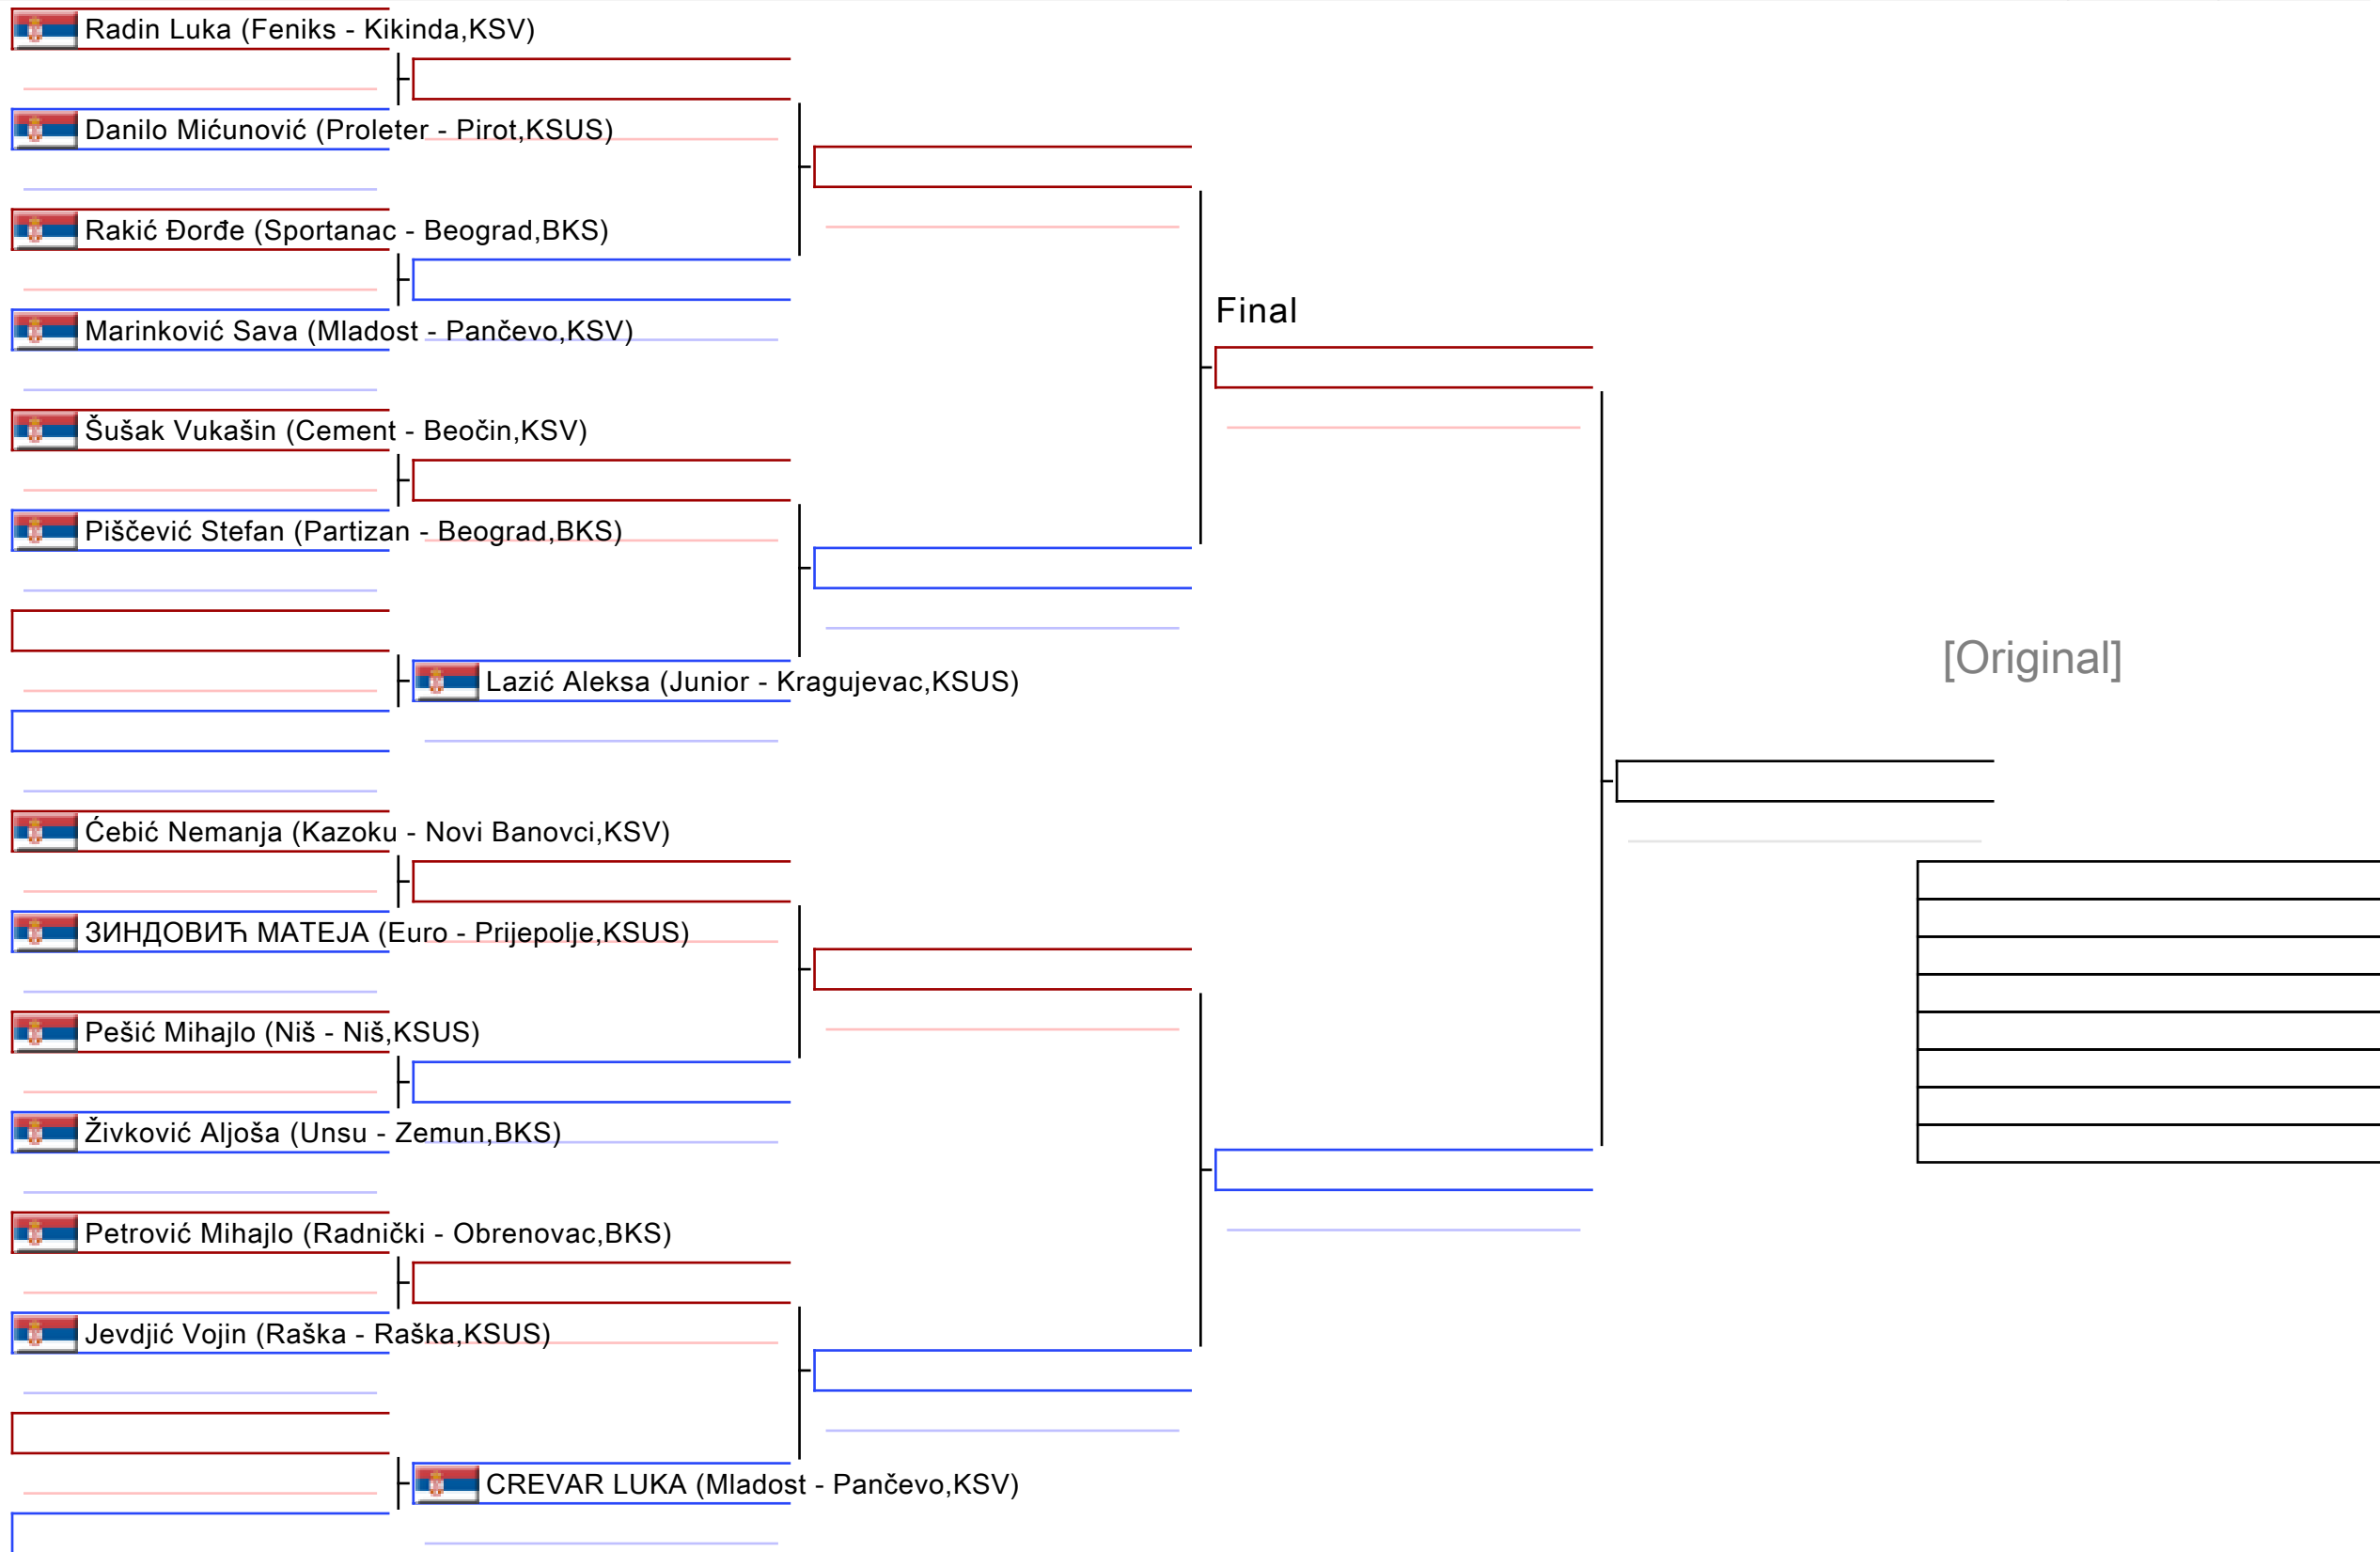 Radin Luka (Feniks - Kikinda,KSV)
Danilo Mićunović (Proleter - Pirot,KSUS)
Rakić Đorđe (Sportanac - Beograd,BKS)
Final
Marinković Sava (Mladost - Pančevo,KSV)
Šušak Vukašin (Cement - Beočin,KSV)
Piščević Stefan (Partizan - Beograd,BKS)
[Original]
Lazić Aleksa (Junior - Kragujevac,KSUS)
Ćebić Nemanja (Kazoku - Novi Banovci,KSV)
ЗИНДОВИЋ МАТЕЈА (Euro - Prijepolje,KSUS)
Pešić Mihajlo (Niš - Niš,KSUS)
Živković Aljoša (Unsu - Zemun,BKS)
Petrović Mihajlo (Radnički - Obrenovac,BKS)
Jevdjić Vojin (Raška - Raška,KSUS)
CREVAR LUKA (Mladost - Pančevo,KSV)